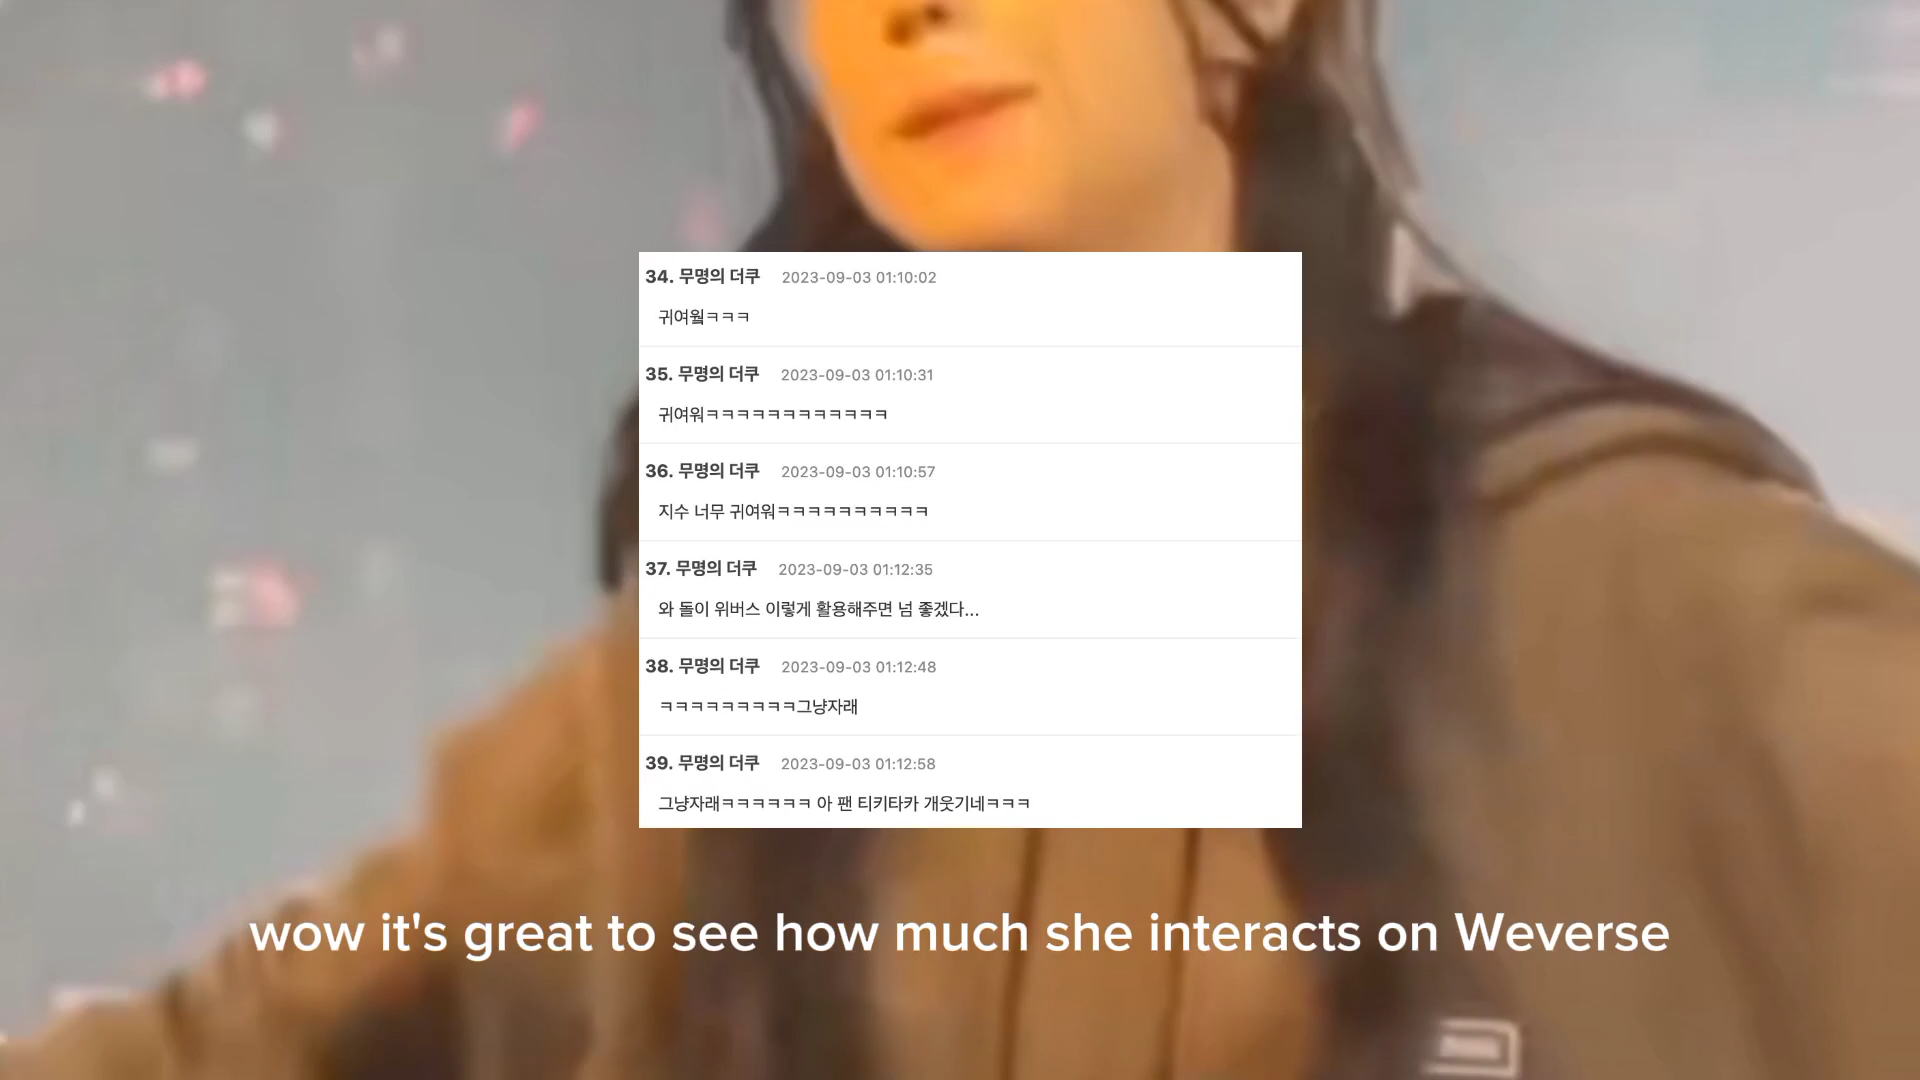 34. 무명의 더쿠 2023-09-03 01:10:02
귀여웤ㅋㅋㅋ
35. 무명의 더쿠 2023-09-03 01:10:31
귀여워ㅋㅋㅋㅋㅋㅋㅋㅋㅋㅋㅋㅋ
36. 무명의 더쿠 2023-09-03 01:10:57
지수 너무 귀여워ㅋㅋㅋㅋㅋㅋㅋㅋㅋㅋ
37. 무명의 더쿠 2023-09-03 01:12:35
와 돌이 위버스 이렇게 활용해주면 넘 좋겠다...
38. 무명의 더쿠 2023-09-03 01:12:48
ㅋㅋㅋㅋㅋㅋㅋㅋㅋ그냥자래
39. 무명의 더쿠 2023-09-03 01:12:58
그냥자래ㅋㅋㅋㅋㅋㅋ 아 팬 티키타카 개웃기네ㅋㅋㅋ
wow it's great to see how much she interacts on Weverse